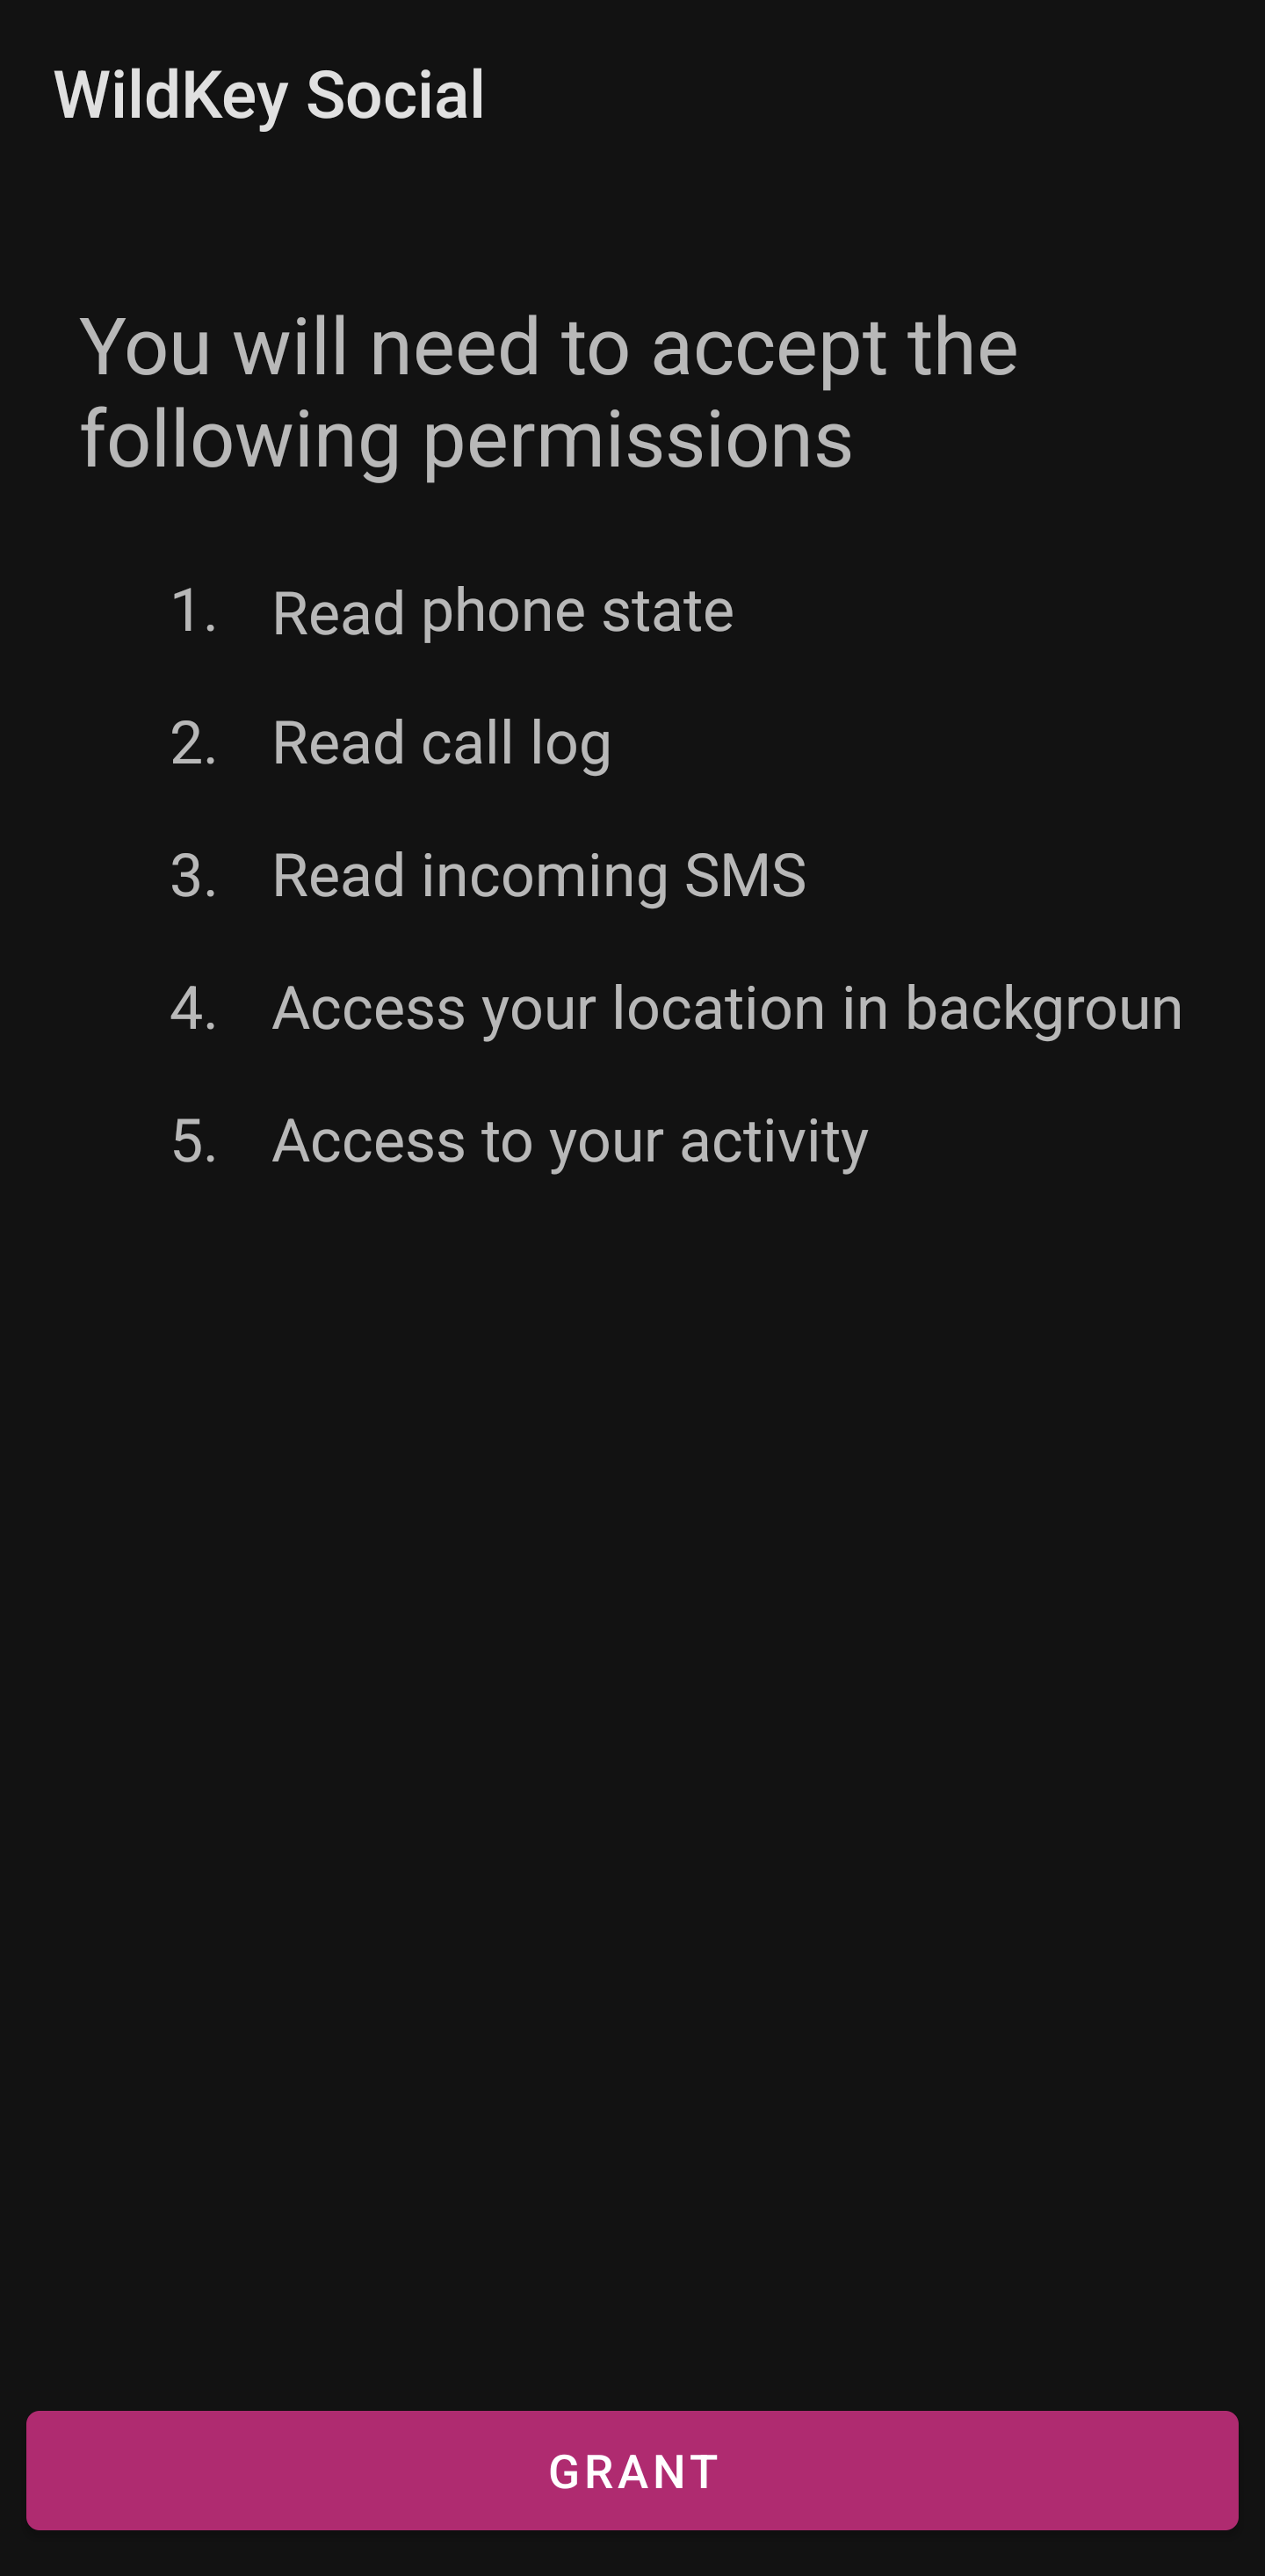 WildKey Social
You will need to accept the
following permissions
1. Read phone state
2. Read call log
3. Read incoming SMS
4. Access your location in backgroun
5. Access to your activity
GRANT